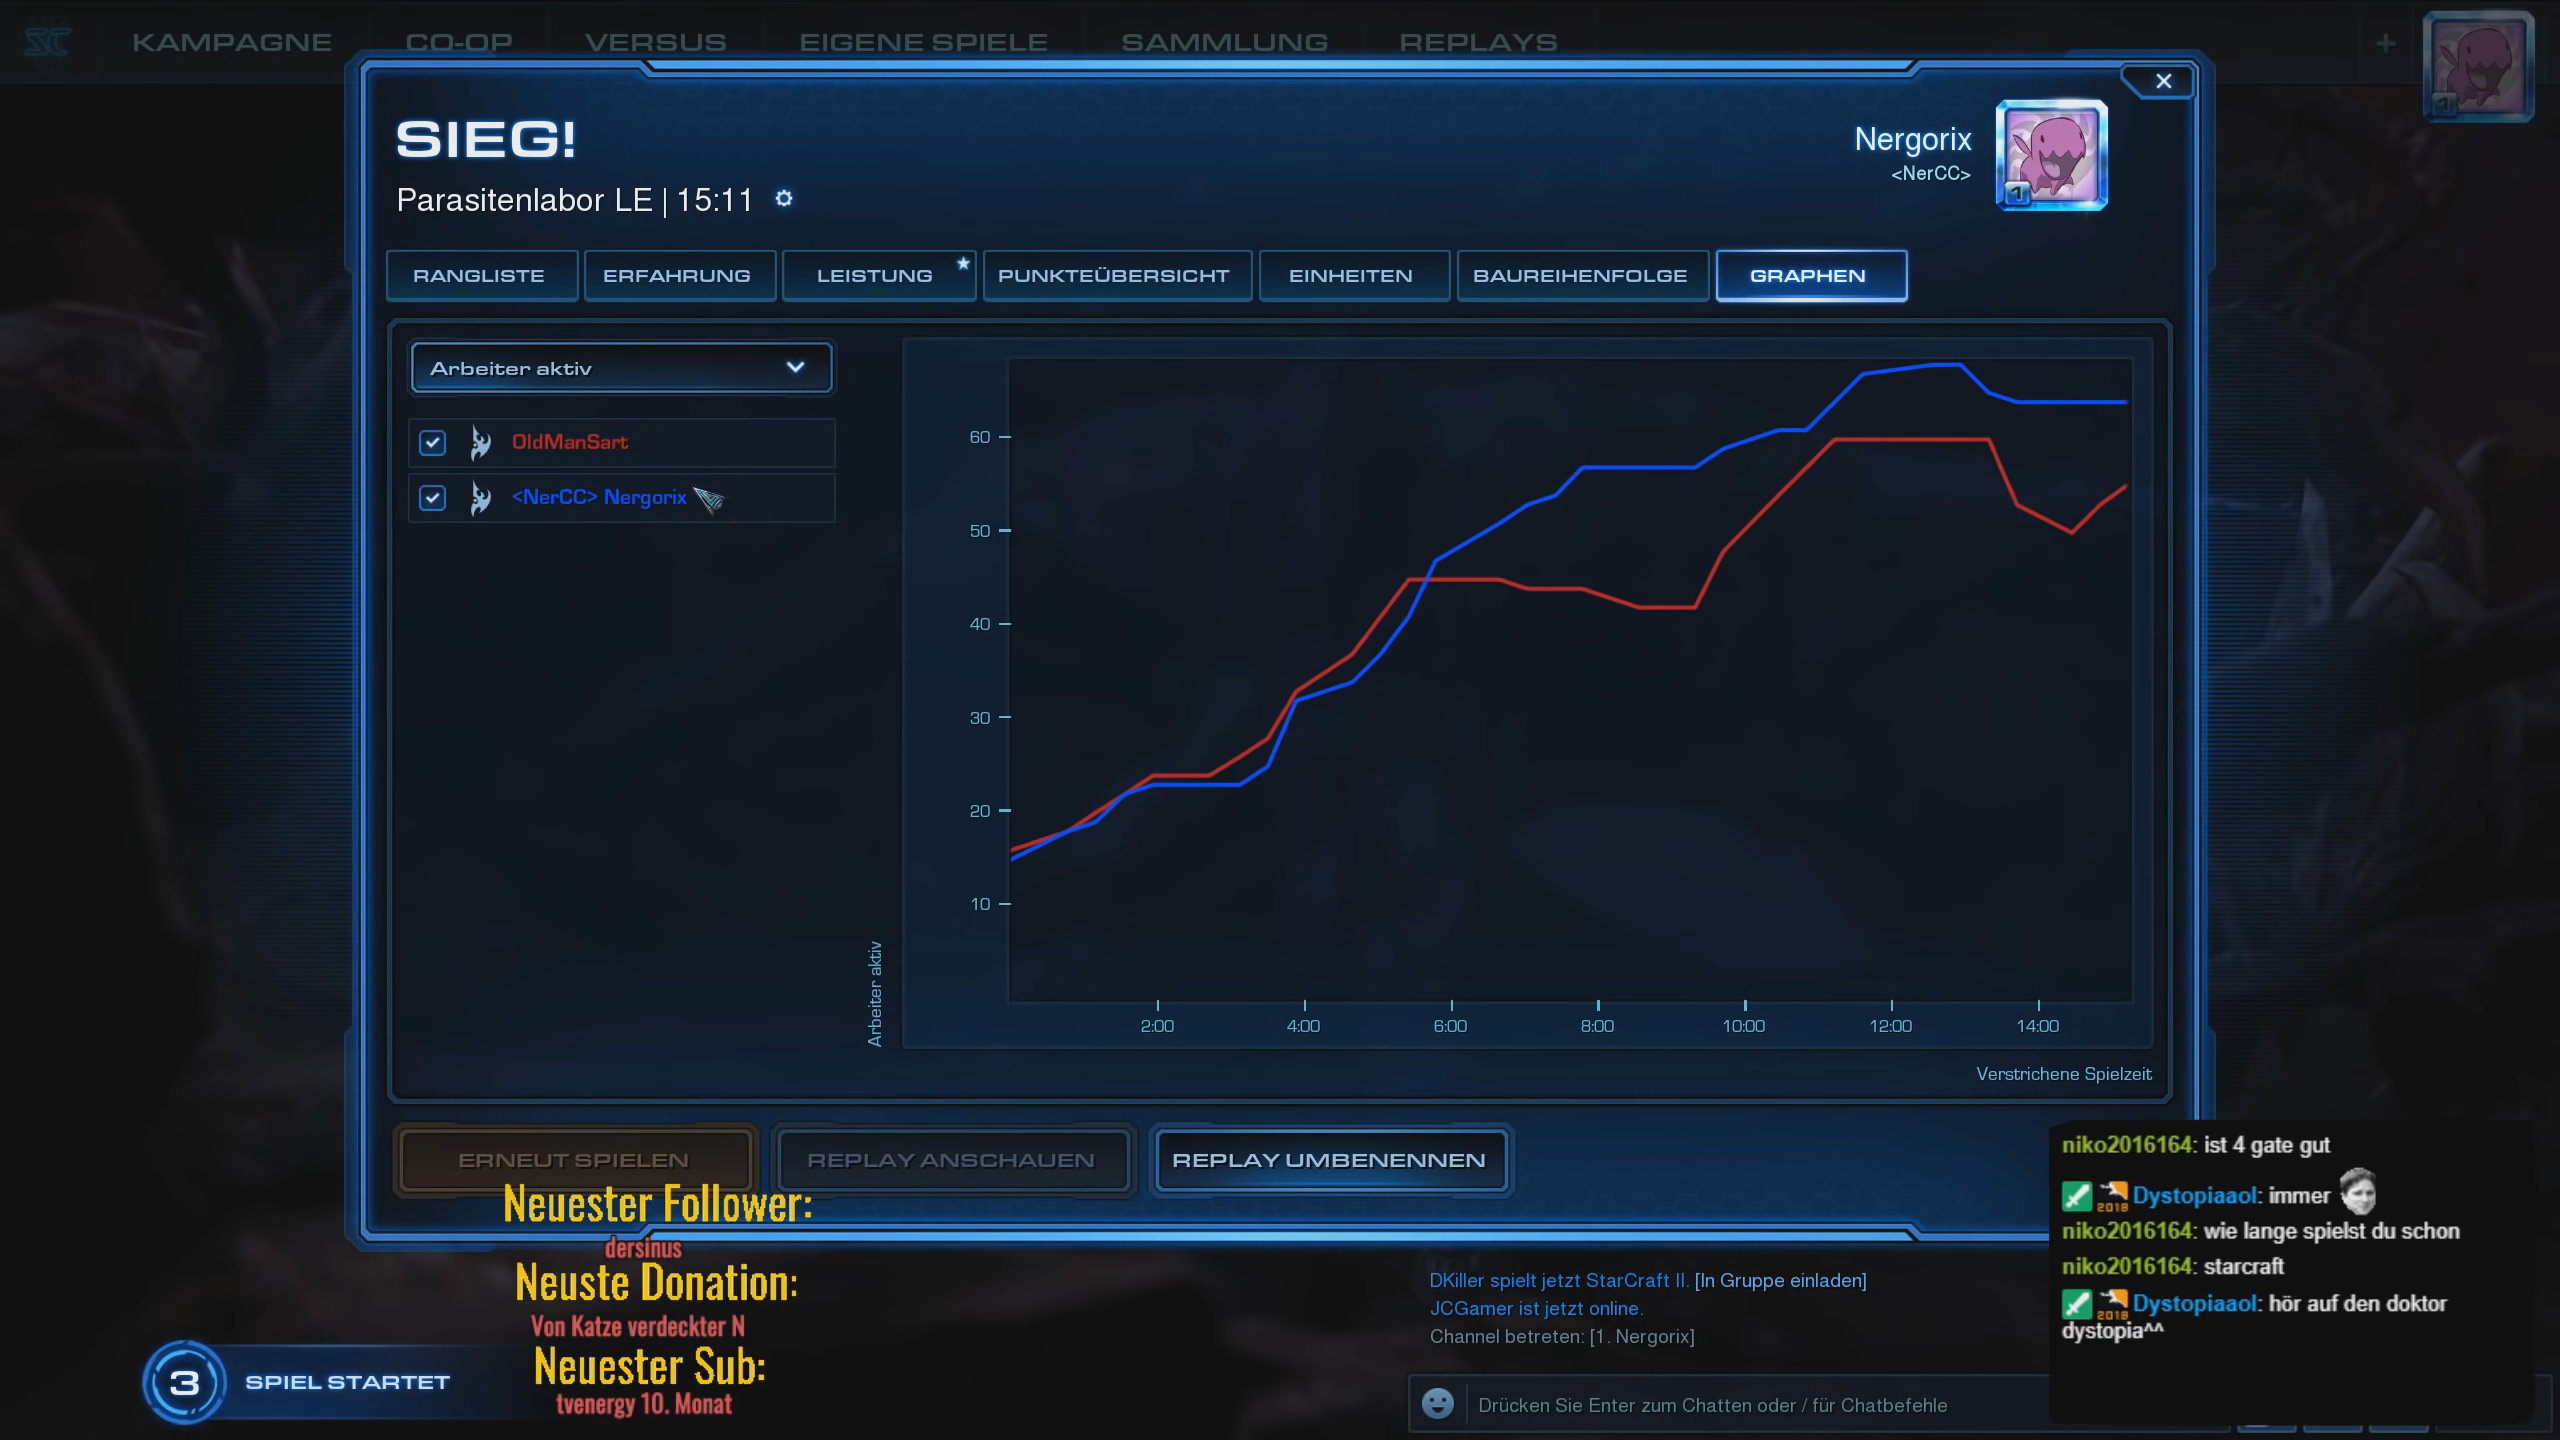 KAMPAGNE CO-OP VERSUS EIGENE SPIELE SAMMLUNG REPLAYS
SIEG!
Parasitenlabor LE | 15:11
Nergorix
<NerCC>
1
RANGLISTE ERFAHRUNG LEISTUNG PUNKTEÜBERSICHT EINHEITEN BAUREIHENFOLGE GRAPHEN
Arbeiter aktiv
OldManSart
<NerCC> Nergorix
60
50
40
30
20
10
Arbeiter aktiv
2:00 4:00 6:00 8:00 10:00 12:00 14:00
Verstrichene Spielzeit
ERNEUT SPIELEN REPLAY ANSCHAUEN REPLAY UMBENENNEN
Neuester Follower:
dersinus
Neuste Donation:
Von Katze verdeckter N
Neuester Sub:
tvenergy 10. Monat
3 SPIEL STARTET
DKiller spielt jetzt StarCraft II. [In Gruppe einladen]
JCGamer ist jetzt online.
Channel betreten: [1. Nergorix]
Drücken Sie Enter zum Chatten oder / für Chatbefehle
niko2016164: ist 4 gate gut
2018 Dystopiaaol: immer
niko2016164: wie lange spielst du schon
niko2016164: starcraft
2018 Dystopiaaol: hör auf den doktor
dystopia^^